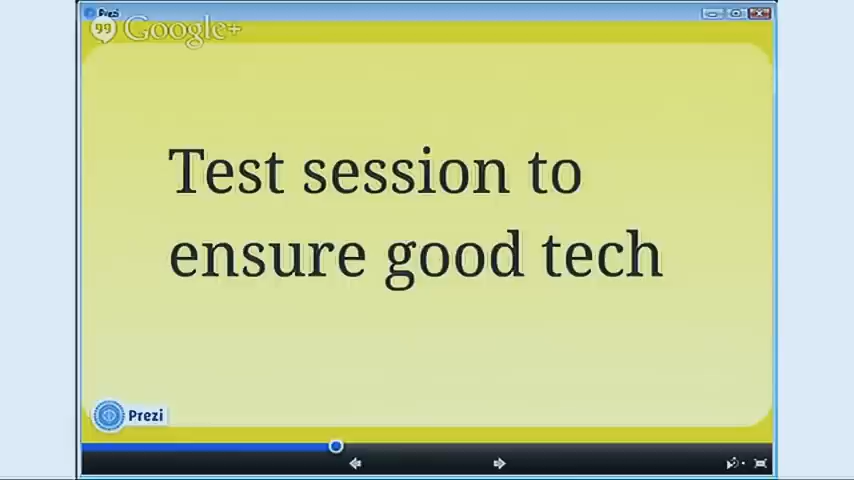 Prezi
Google+
Test session to
ensure good tech
Prezi